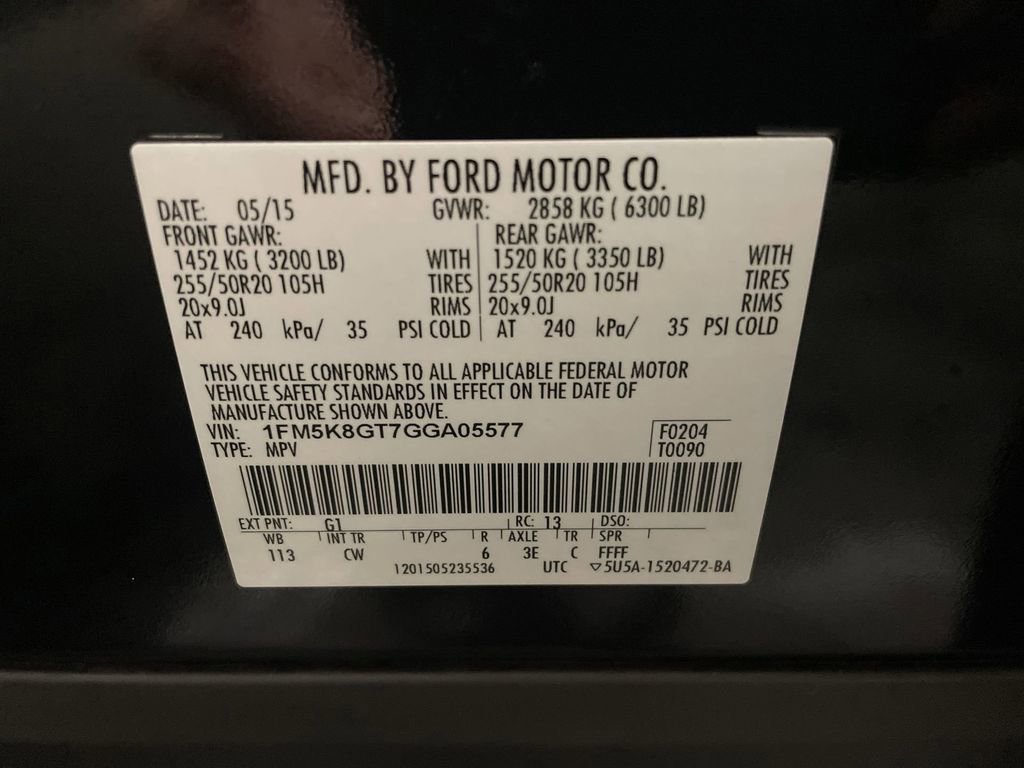 MFD. BY FORD MOTOR CO.
DATE: 05/15 GVWR: 2858 KG ( 6300 LB)
FRONT GAWR: REAR GAWR:
1452 KG ( 3200 LB) WITH 1520 KG ( 3350 LB) WITH
255/50R20 105H TIRES 255/50R20 105H TIRES
20x9.0J RIMS 20x9.0J RIMS
AT 240 kPa/ 35 PSI COLD AT 240 kPa/ 35 PSI COLD
THIS VEHICLE CONFORMS TO ALL APPLICABLE FEDERAL MOTOR
VEHICLE SAFETY STANDARDS IN EFFECT ON THE DATE OF
MANUFACTURE SHOWN ABOVE.
VIN: 1FM5K8GT7GGA05577 F0204
TYPE: MPV T0090
EXT PNT: G1 RC: 13 DSO:
WB INT TR TP/PS R AXLE TR SPR
113 CW 6 3E C FFFF
1201505235536 UTC ▽5U5A-1520472-BA